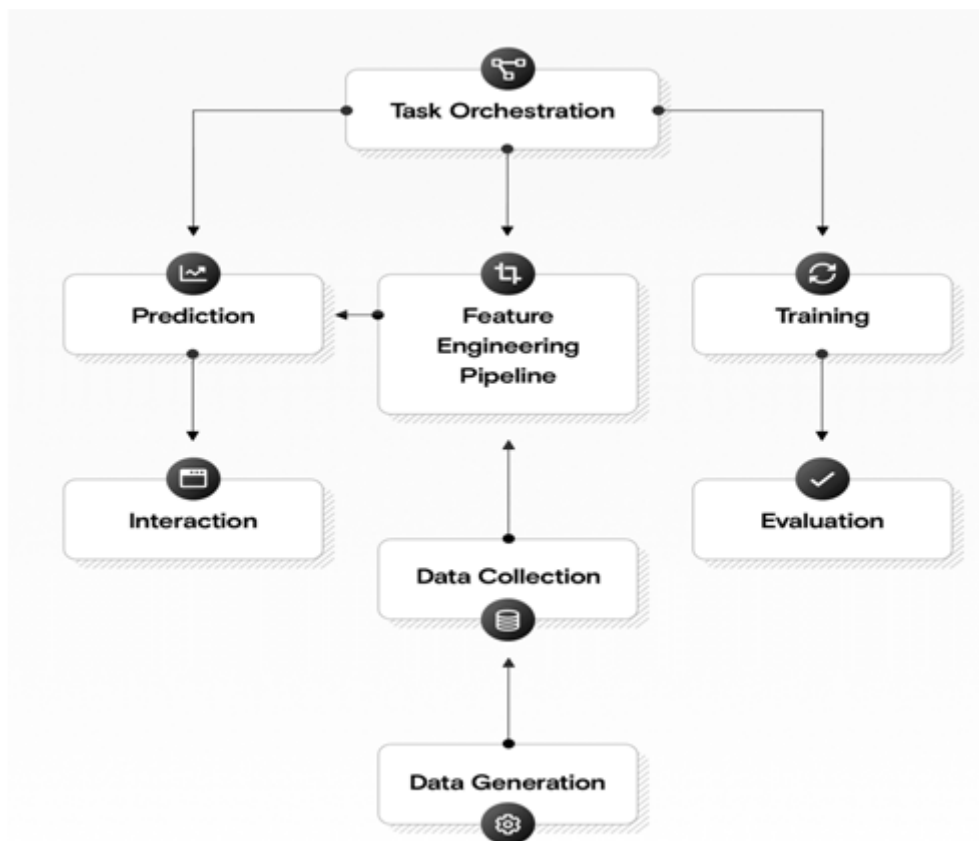 Task Orchestration
Prediction
Feature
Engineering
Pipeline
Training
Interaction
Evaluation
Data Collection
Data Generation